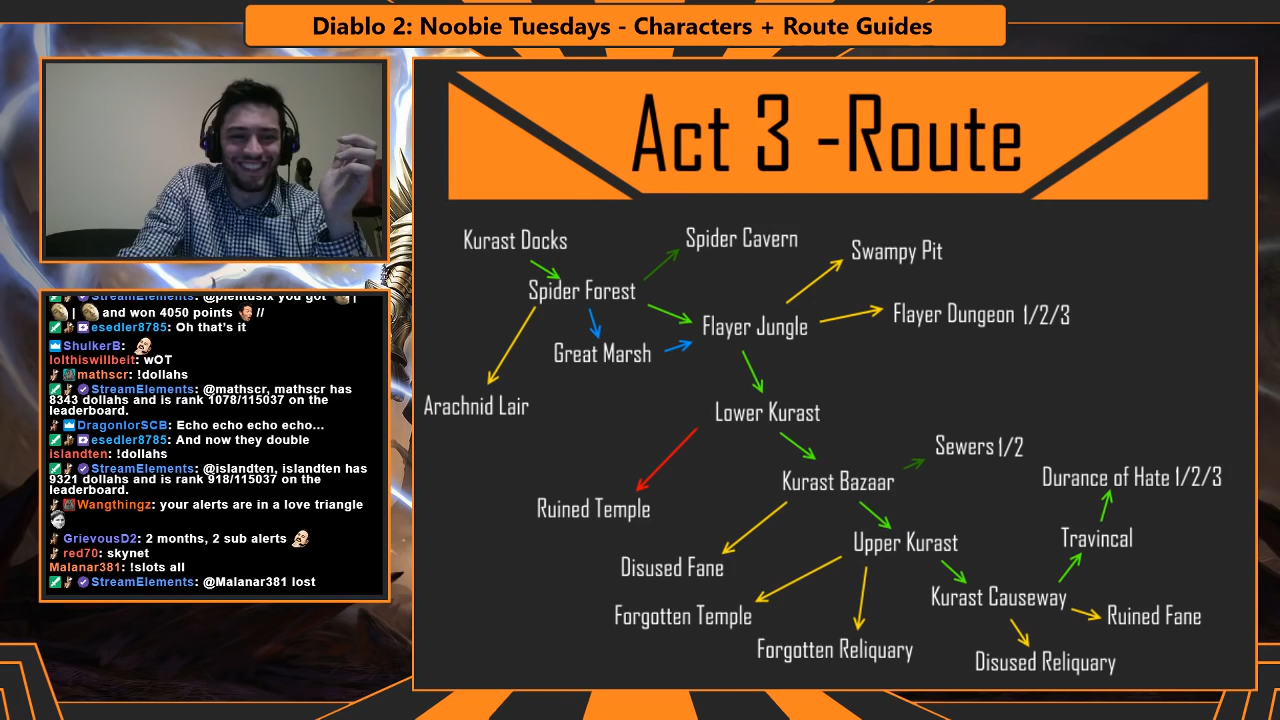 Diablo 2: Noobie Tuesdays - Characters + Route Guides
StreamElements: @plentusix you got |
| and won 4050 points //
esedler8785: Oh that's it
ShulkerB:
lolthiswillbeit: wOT
mathscr: !dollahs
StreamElements: @mathscr, mathscr has
8343 dollahs and is rank 1078/115037 on the
leaderboard.
DragonlorSCB: Echo echo echo echo...
esedler8785: And now they double
islandten: !dollahs
StreamElements: @islandten, islandten has
9321 dollahs and is rank 918/115037 on the
leaderboard.
Wangthingz: your alerts are in a love triangle
GrievousD2: 2 months, 2 sub alerts
red70: skynet
Malanar381: !slots all
StreamElements: @Malanar381 lost
Act 3 -Route
Kurast Docks
Spider Cavern
Swampy Pit
Spider Forest
Flayer Jungle
Flayer Dungeon 1/2/3
Great Marsh
Arachnid Lair
Lower Kurast
Sewers 1/2
Kurast Bazaar
Durance of Hate 1/2/3
Ruined Temple
Upper Kurast
Travincal
Disused Fane
Kurast Causeway
Forgotten Temple
Ruined Fane
Forgotten Reliquary
Disused Reliquary